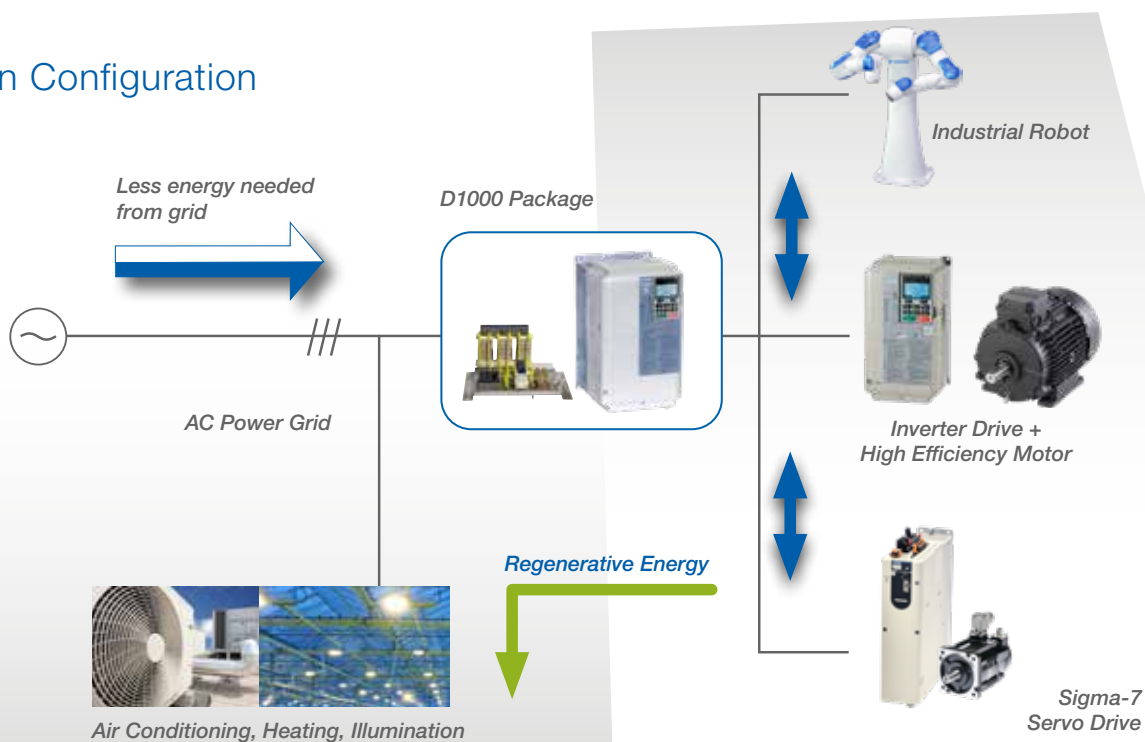 n Configuration
Industrial Robot
Less energy needed
from grid
D1000 Package
AC Power Grid
Inverter Drive +
High Efficiency Motor
Regenerative Energy
Air Conditioning, Heating, Illumination
Sigma-7
Servo Drive